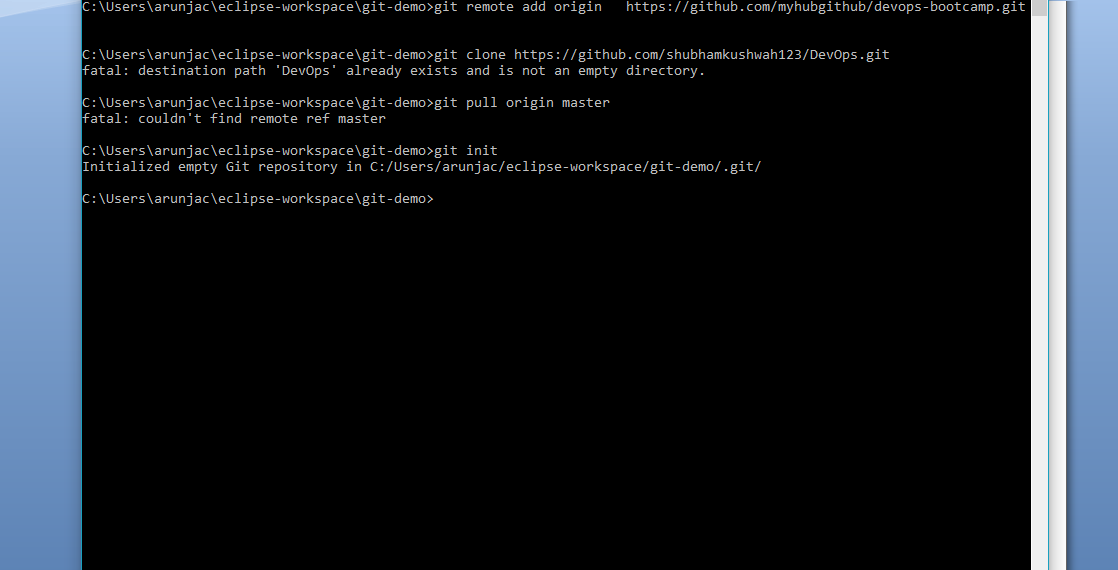 C:\Users\arunjac\eclipse-workspace\git-demo>git remote add origin   https://github.com/myhubgithub/devops-bootcamp.git
C:\Users\arunjac\eclipse-workspace\git-demo>git clone https://github.com/shubhamkushwah123/DevOps.git
fatal: destination path 'DevOps' already exists and is not an empty directory.
C:\Users\arunjac\eclipse-workspace\git-demo>git pull origin master
fatal: couldn't find remote ref master
C:\Users\arunjac\eclipse-workspace\git-demo>git init
Initialized empty Git repository in C:/Users/arunjac/eclipse-workspace/git-demo/.git/
C:\Users\arunjac\eclipse-workspace\git-demo>